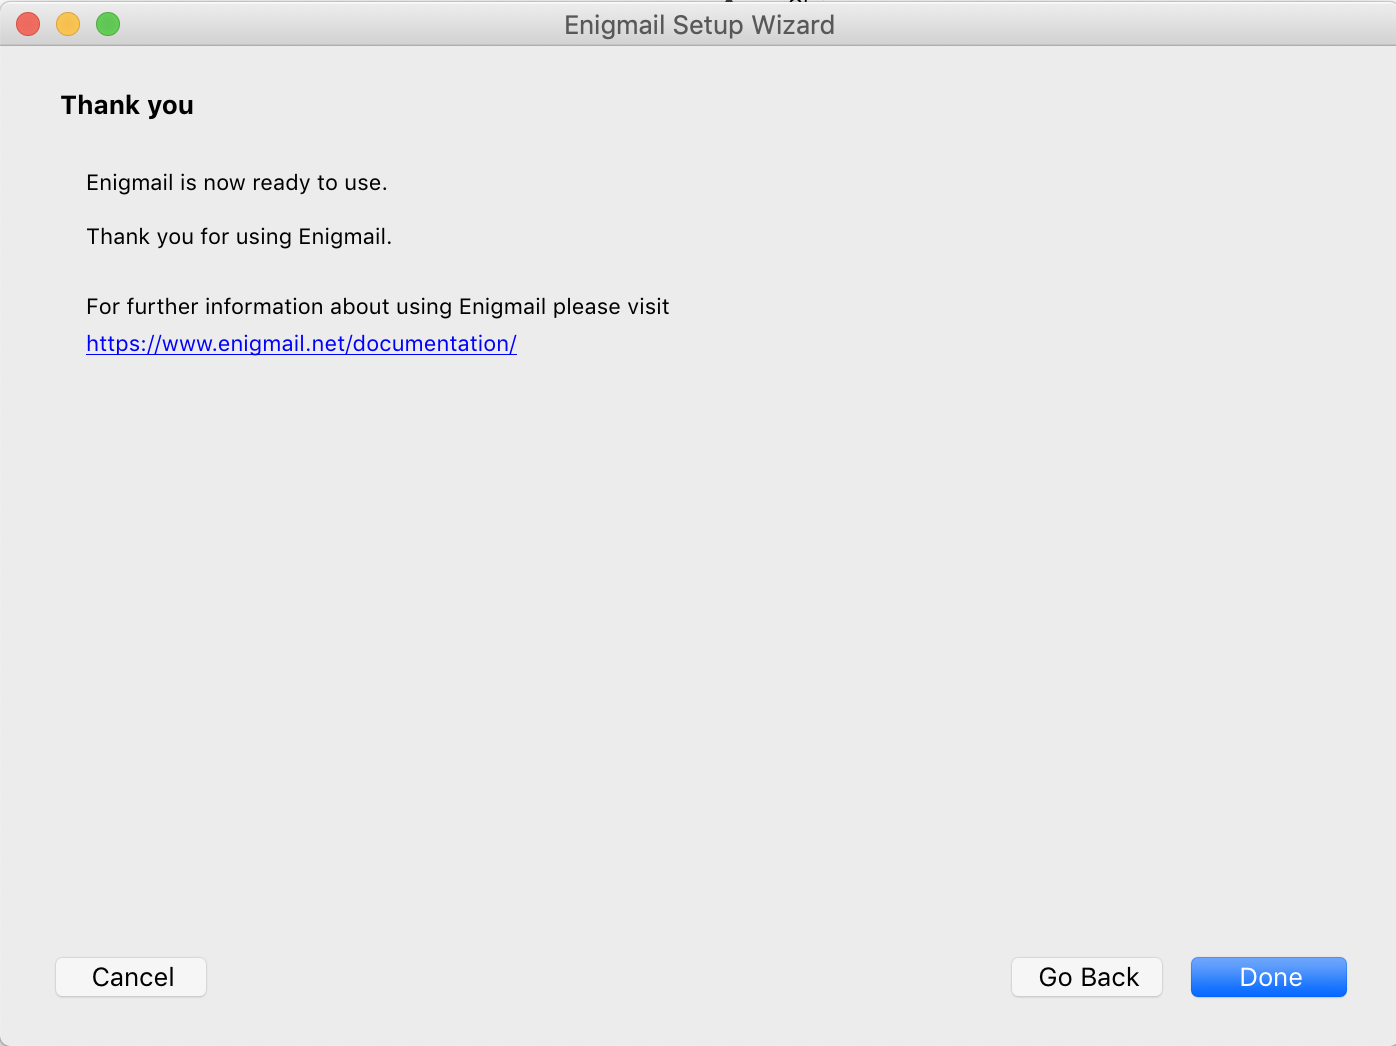 Enigmail Setup Wizard
Thank you
Enigmail is now ready to use.
Thank you for using Enigmail.
For further information about using Enigmail please visit
https://www.enigmail.net/documentation/
Cancel
Go Back
Done